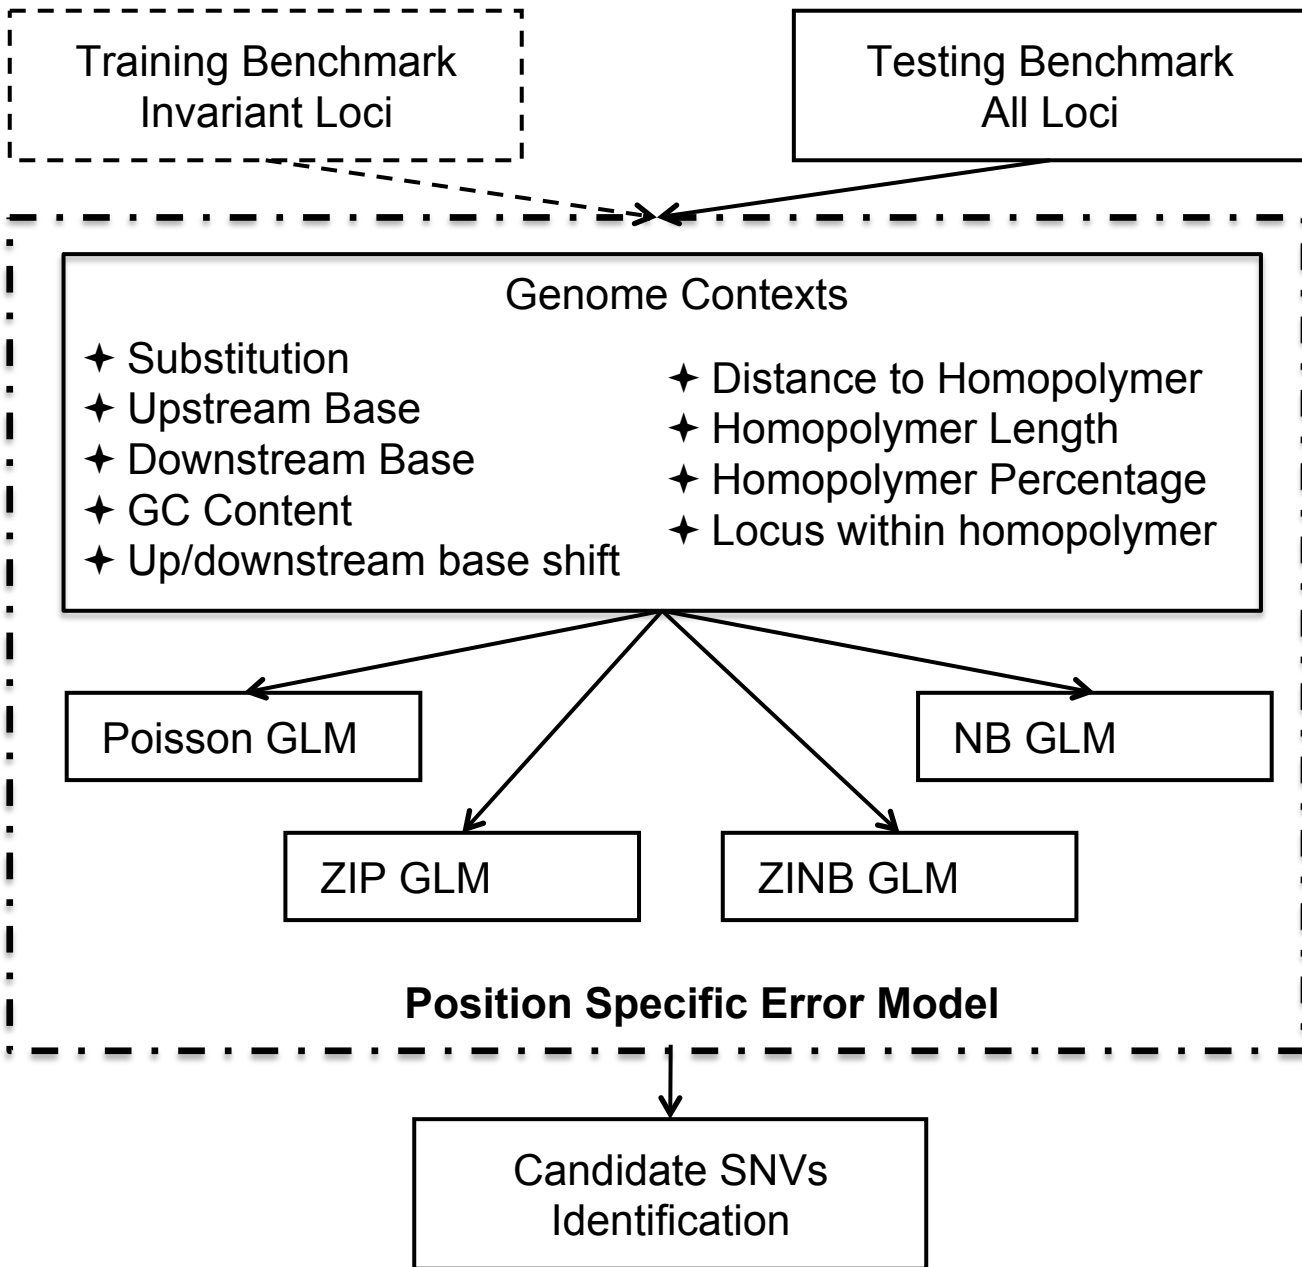 Training Benchmark
Invariant Loci
Testing Benchmark
All Loci
Genome Contexts
✦ Substitution
✦ Upstream Base
✦ Downstream Base
✦ GC Content
✦ Up/downstream base shift
✦ Distance to Homopolymer
✦ Homopolymer Length
✦ Homopolymer Percentage
✦ Locus within homopolymer
Poisson GLM
NB GLM
ZIP GLM
ZINB GLM
Position Specific Error Model
Candidate SNVs
Identification